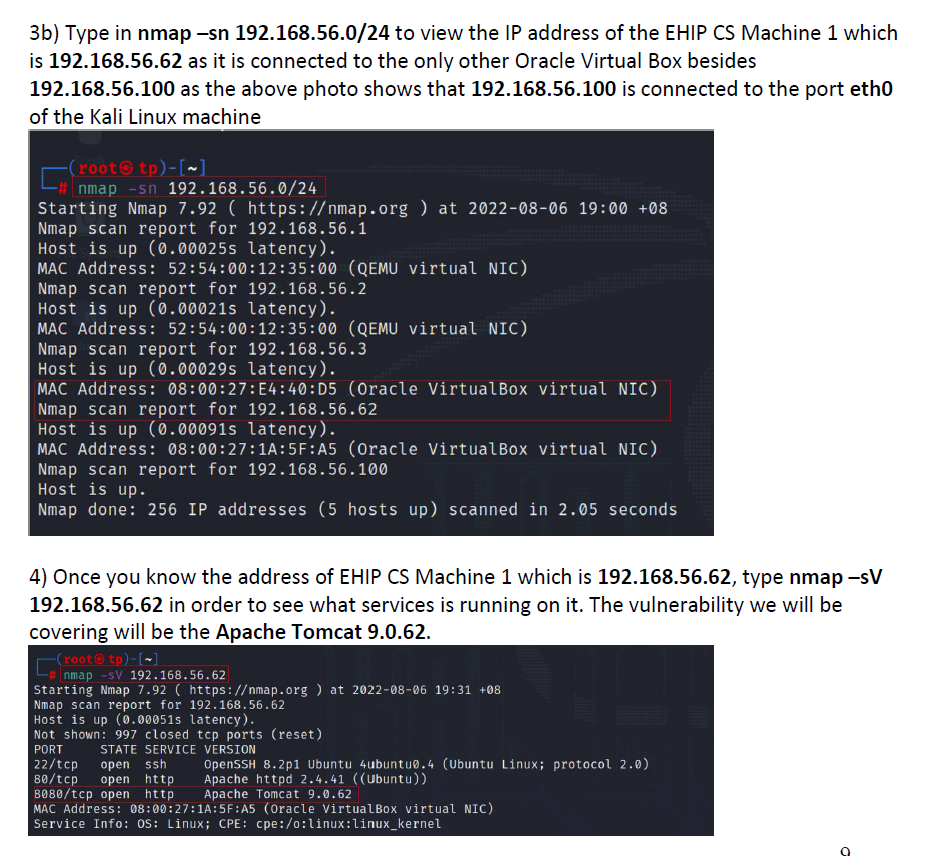 3b) Type in nmap –sn 192.168.56.0/24 to view the IP address of the EHIP CS Machine 1 which
is 192.168.56.62 as it is connected to the only other Oracle Virtual Box besides
192.168.56.100 as the above photo shows that 192.168.56.100 is connected to the port eth0
of the Kali Linux machine
(root㉿tp)-[~]
# nmap -sn 192.168.56.0/24
Starting Nmap 7.92 ( https://nmap.org ) at 2022-08-06 19:00 +08
Nmap scan report for 192.168.56.1
Host is up (0.00025s latency).
MAC Address: 52:54:00:12:35:00 (QEMU virtual NIC)
Nmap scan report for 192.168.56.2
Host is up (0.00021s latency).
MAC Address: 52:54:00:12:35:00 (QEMU virtual NIC)
Nmap scan report for 192.168.56.3
Host is up (0.00029s latency).
MAC Address: 08:00:27:E4:40:D5 (Oracle VirtualBox virtual NIC)
Nmap scan report for 192.168.56.62
Host is up (0.00091s latency).
MAC Address: 08:00:27:1A:5F:A5 (Oracle VirtualBox virtual NIC)
Nmap scan report for 192.168.56.100
Host is up.
Nmap done: 256 IP addresses (5 hosts up) scanned in 2.05 seconds
4) Once you know the address of EHIP CS Machine 1 which is 192.168.56.62, type nmap –sV
192.168.56.62 in order to see what services is running on it. The vulnerability we will be
covering will be the Apache Tomcat 9.0.62.
(root㉿tp)-[~]
# nmap -sV 192.168.56.62
Starting Nmap 7.92 ( https://nmap.org ) at 2022-08-06 19:31 +08
Nmap scan report for 192.168.56.62
Host is up (0.00051s latency).
Not shown: 997 closed tcp ports (reset)
PORT STATE SERVICE VERSION
22/tcp open ssh OpenSSH 8.2p1 Ubuntu 4ubuntu0.4 (Ubuntu Linux; protocol 2.0)
80/tcp open http Apache httpd 2.4.41 ((Ubuntu))
8080/tcp open http Apache Tomcat 9.0.62
MAC Address: 08:00:27:1A:5F:A5 (Oracle VirtualBox virtual NIC)
Service Info: OS: Linux; CPE: cpe:/o:linux:linux_kernel